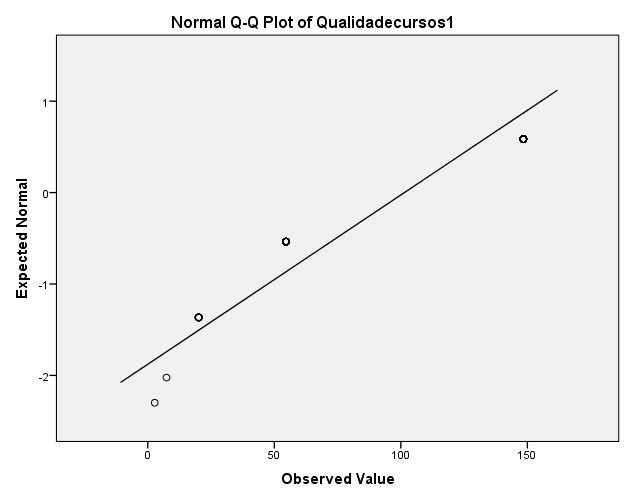 Normal Q-Q Plot of Qualidadecursos1
Expected Normal
1
0
-1
-2
0 50 100 150
Observed Value